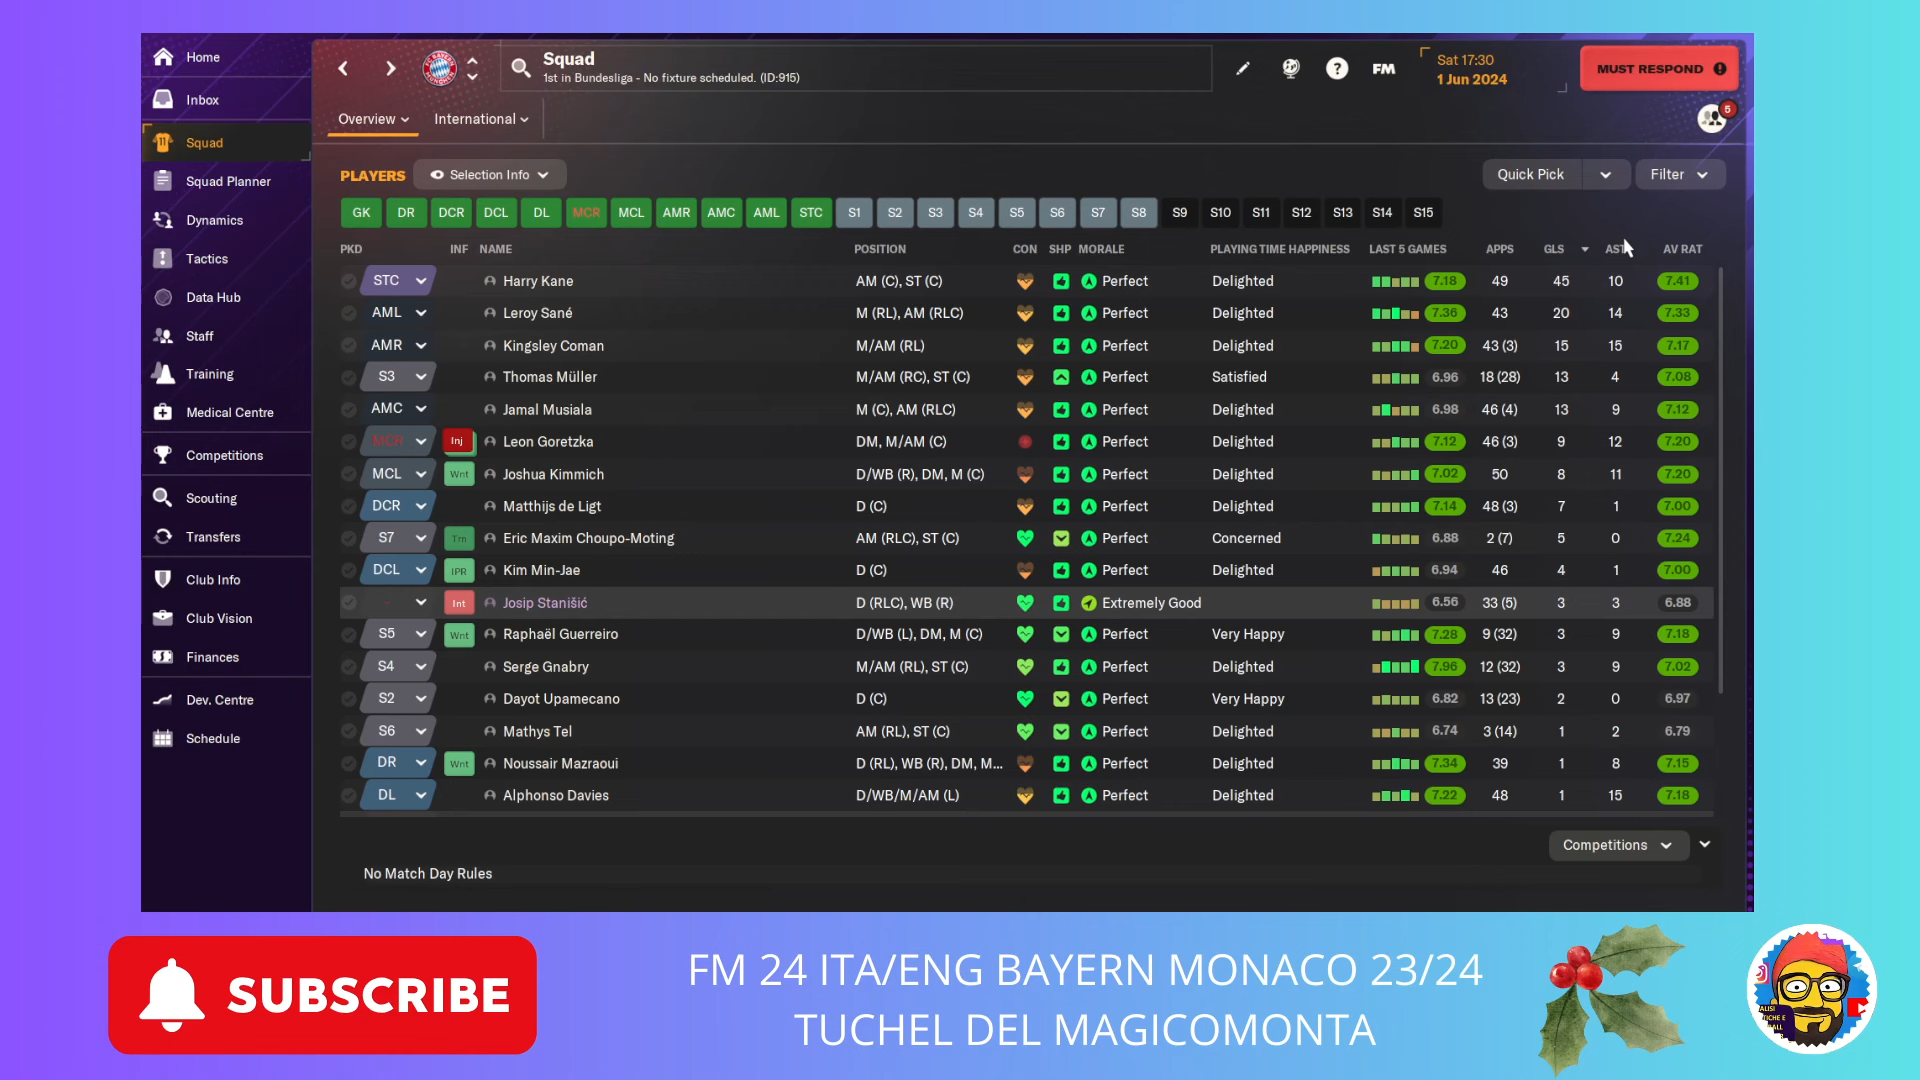 Home
Inbox
Squad
Squad Planner
Dynamics
Tactics
Data Hub
Staff
Training
Medical Centre
Competitions
Scouting
Transfers
Club Info
Club Vision
Finances
Dev. Centre
Schedule
Squad
1st in Bundesliga - No fixture scheduled. (ID:915)
? FM
Sat 17:30
1 Jun 2024
MUST RESPOND
5
Overview International
PLAYERS Selection Info Quick Pick Filter
GK DR DCR DCL DL MCR MCL AMR AMC AML STC S1 S2 S3 S4 S5 S6 S7 S8 S9 S10 S11 S12 S13 S14 S15
PKD INF NAME POSITION CON SHP MORALE PLAYING TIME HAPPINESS LAST 5 GAMES APPS GLS AST AV RAT
STC Harry Kane AM (C), ST (C) Perfect Delighted 7.18 49 45 10 7.41
AML Leroy Sané M (RL), AM (RLC) Perfect Delighted 7.36 43 20 14 7.33
AMR Kingsley Coman M/AM (RL) Perfect Delighted 7.20 43 (3) 15 15 7.17
S3 Thomas Müller M/AM (RC), ST (C) Perfect Satisfied 6.96 18 (28) 13 4 7.08
AMC Jamal Musiala M (C), AM (RLC) Perfect Delighted 6.98 46 (4) 13 9 7.12
MCR Inj Leon Goretzka DM, M/AM (C) Perfect Delighted 7.12 46 (3) 9 12 7.20
MCL Wnt Joshua Kimmich D/WB (R), DM, M (C) Perfect Delighted 7.02 50 8 11 7.20
DCR Matthijs de Ligt D (C) Perfect Delighted 7.14 48 (3) 7 1 7.00
S7 Trn Eric Maxim Choupo-Moting AM (RLC), ST (C) Perfect Concerned 6.88 2 (7) 5 0 7.24
DCL IPR Kim Min-Jae D (C) Perfect Delighted 6.94 46 4 1 7.00
- Int Josip Stanišić D (RLC), WB (R) Extremely Good 6.56 33 (5) 3 3 6.88
S5 Wnt Raphaël Guerreiro D/WB (L), DM, M (C) Perfect Very Happy 7.28 9 (32) 3 9 7.18
S4 Serge Gnabry M/AM (RL), ST (C) Perfect Delighted 7.96 12 (32) 3 9 7.02
S2 Dayot Upamecano D (C) Perfect Very Happy 6.82 13 (23) 2 0 6.97
S6 Mathys Tel AM (RL), ST (C) Perfect Delighted 6.74 3 (14) 1 2 6.79
DR Wnt Noussair Mazraoui D (RL), WB (R), DM, M... Perfect Delighted 7.34 39 1 8 7.15
DL Alphonso Davies D/WB/M/AM (L) Perfect Delighted 7.22 48 1 15 7.18
Competitions
No Match Day Rules
SUBSCRIBE
FM 24 ITA/ENG BAYERN MONACO 23/24
TUCHEL DEL MAGICOMONTA